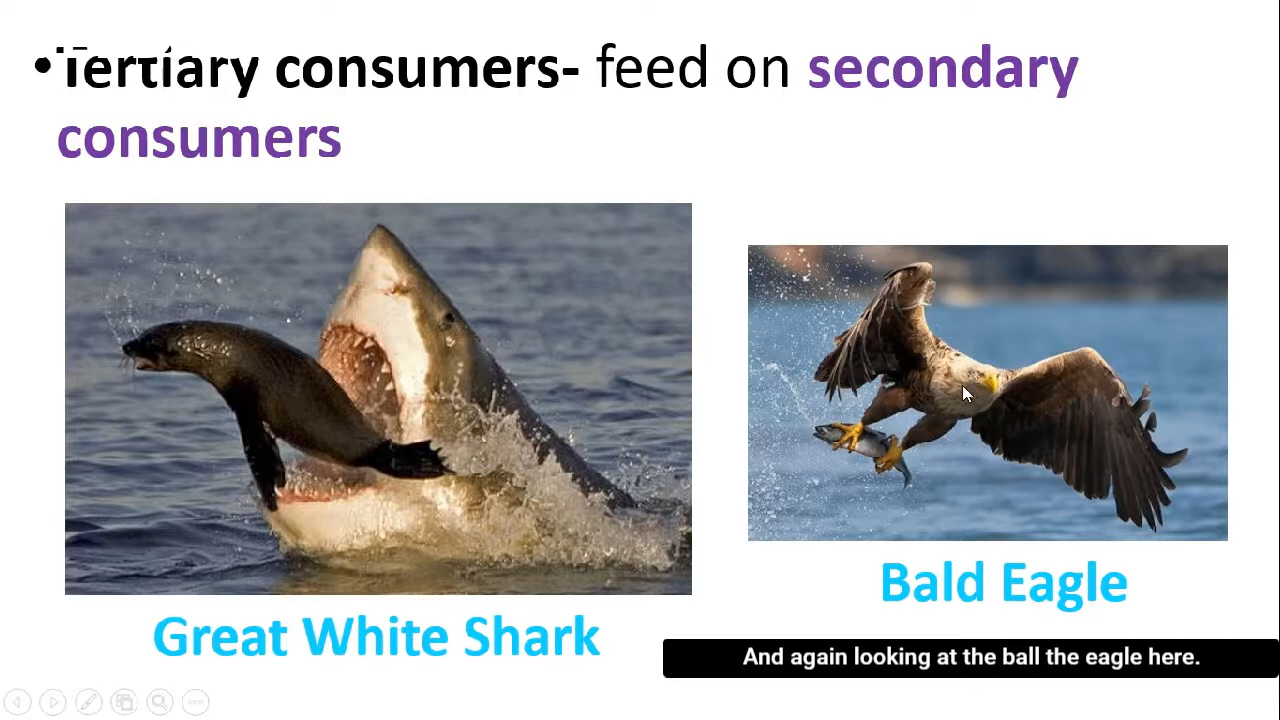 •Tertiary consumers- feed on secondary
consumers
Great White Shark
Bald Eagle
And again looking at the ball the eagle here.